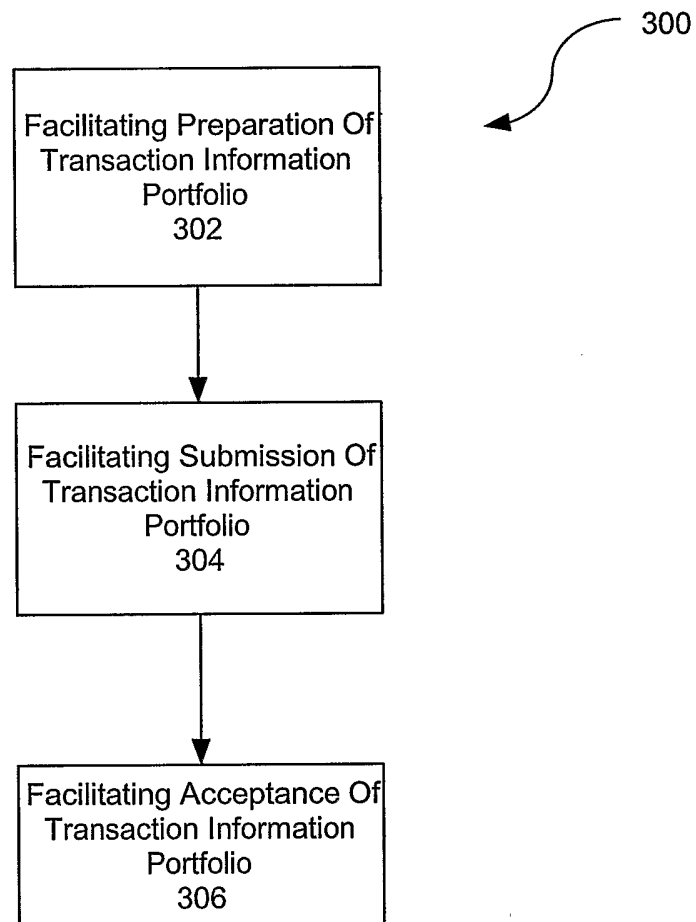 300
Facilitating Preparation Of
Transaction Information
Portfolio
302
Facilitating Submission Of
Transaction Information
Portfolio
304
Facilitating Acceptance Of
Transaction Information
Portfolio
306